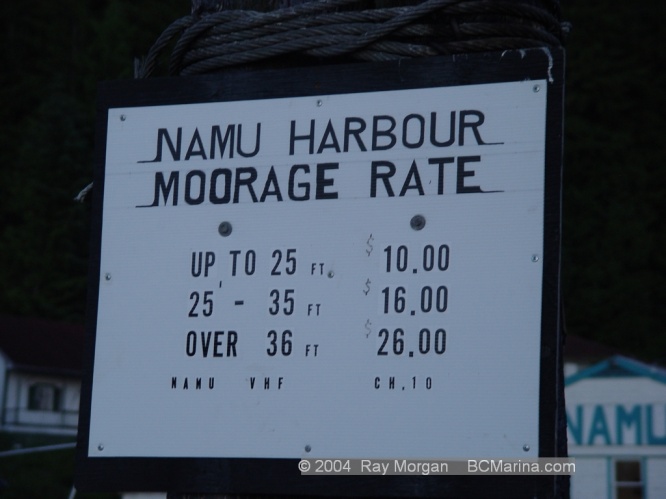 NAMU HARBOUR
MOORAGE RATE
UP TO 25 FT. $ 10.00
25' - 35 FT $ 16.00
OVER 36 FT $ 26.00
NAMU VHF CH.10
NAMU
© 2004 Ray Morgan BCMarina.com